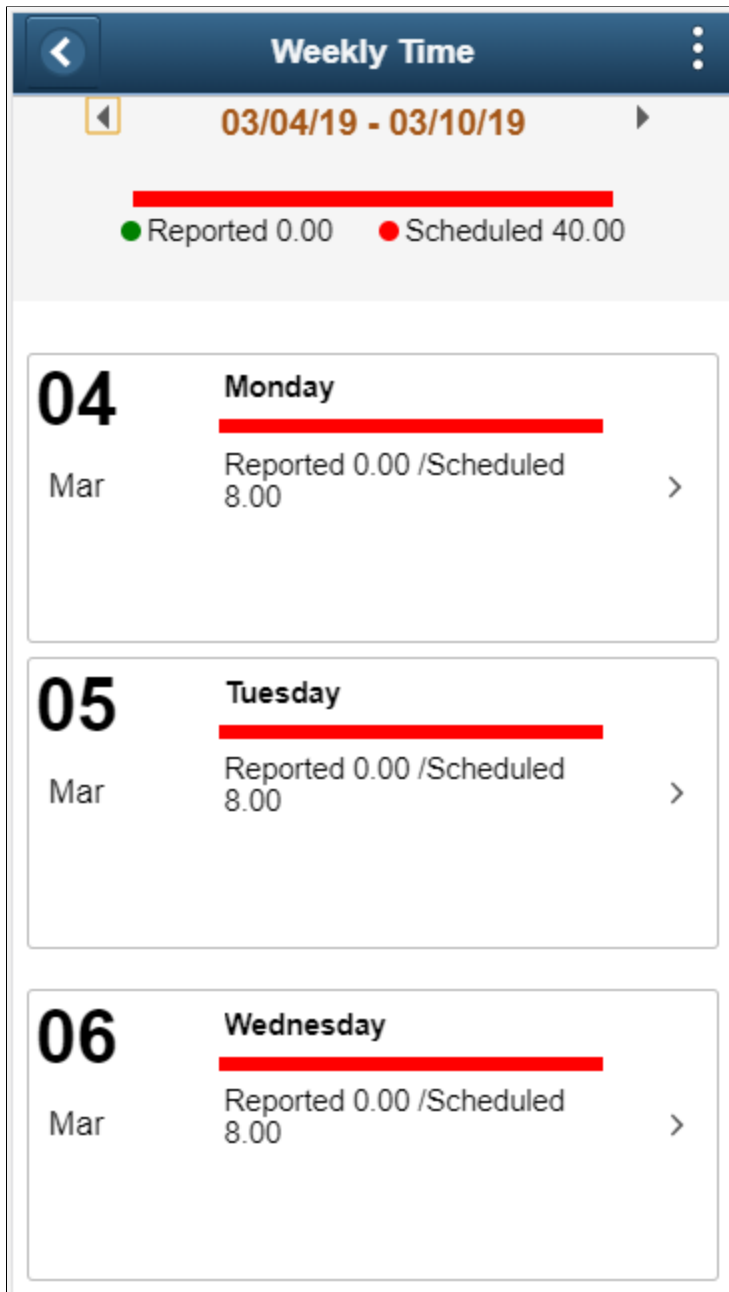 Weekly Time
03/04/19 - 03/10/19
Reported 0.00 Scheduled 40.00
04 Monday
Mar Reported 0.00 /Scheduled
8.00
05 Tuesday
Mar Reported 0.00 /Scheduled
8.00
06 Wednesday
Mar Reported 0.00 /Scheduled
8.00